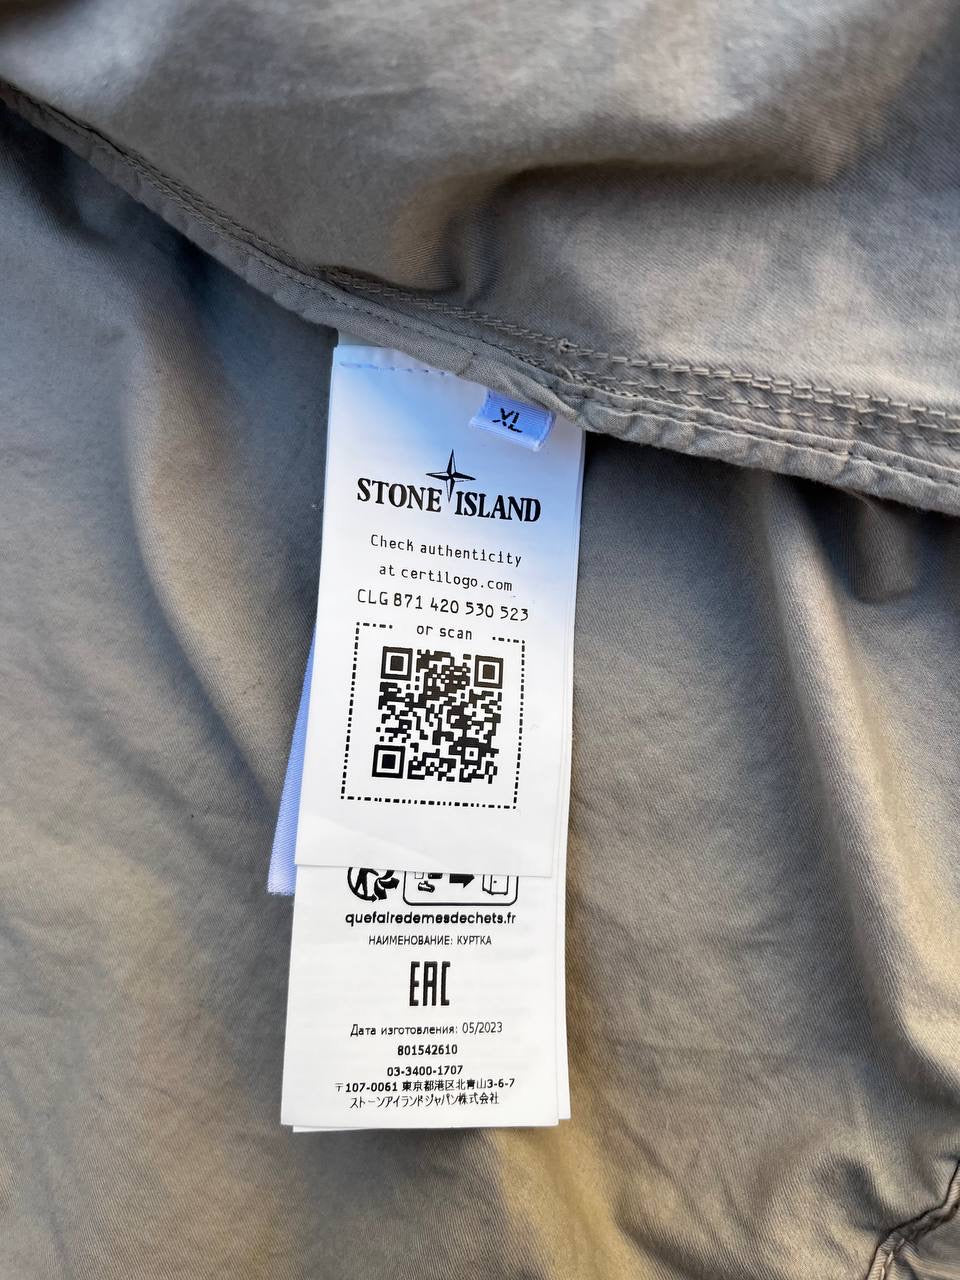 XL
STONE ISLAND
Check authenticity
at certilogo.com
CLG 871 420 530 523
or scan
quefairedemesdechets.fr
НАИМЕНОВАНИЕ: КУРТКА
EAC
Дата изготовления: 05/2023
801542610
03-3400-1707
〒107-0061 東京都港区北青山3-6-7
ストーンアイランドジャパン株式会社